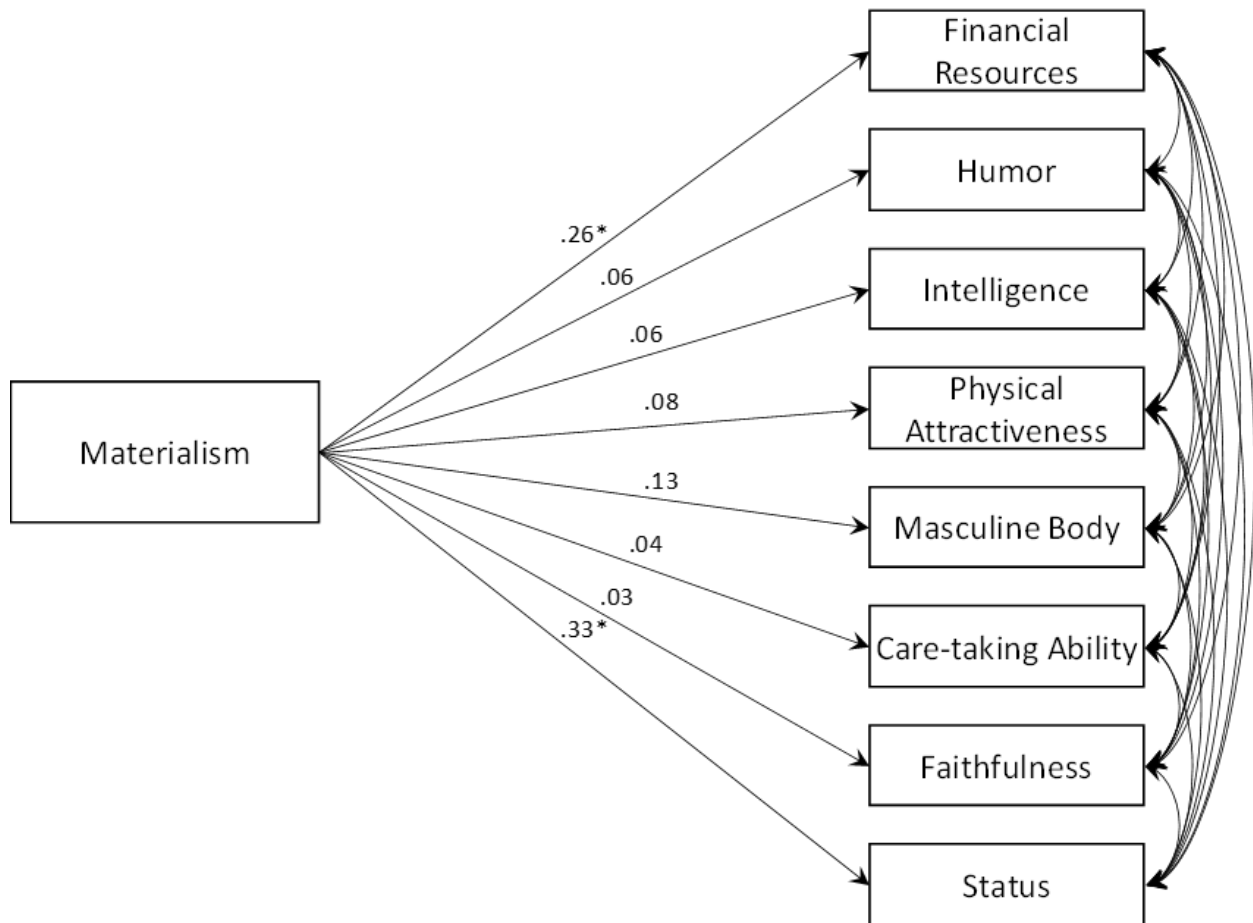 Financial
Resources
Humor
.26*
.06
Intelligence
.06
Physical
Attractiveness
.08
Materialism
.13
Masculine Body
.04
.03
Care-taking Ability
.33*
Faithfulness
Status